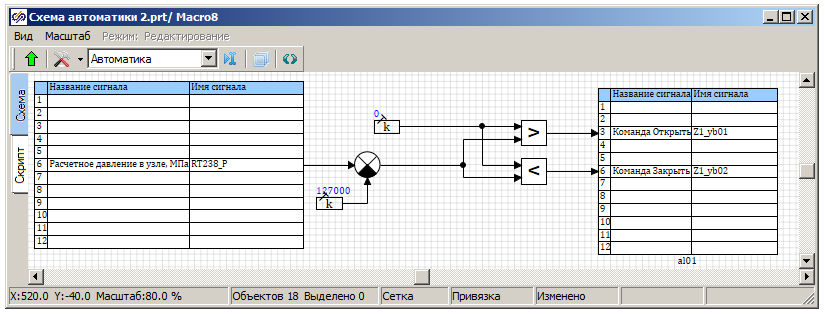 Схема автоматики 2.prt/ Macro8
Вид Масштаб Режим: Редактирование
Автоматика
Схема
Скрипт
Название сигнала Имя сигнала
1
2
3
4
5
6 Расчетное давление в узле, МПа RT238_P
7
8
9
10
11
12
0
k
127000
k
>
<
Название сигнала Имя сигнала
1
2
3 Команда Открыть Z1_yb01
4
5
6 Команда Закрыть Z1_yb02
7
8
9
10
11
12
al01
X:520.0 Y:-40.0 Масштаб:80.0 % Объектов 18 Выделено 0 Сетка Привязка Изменено